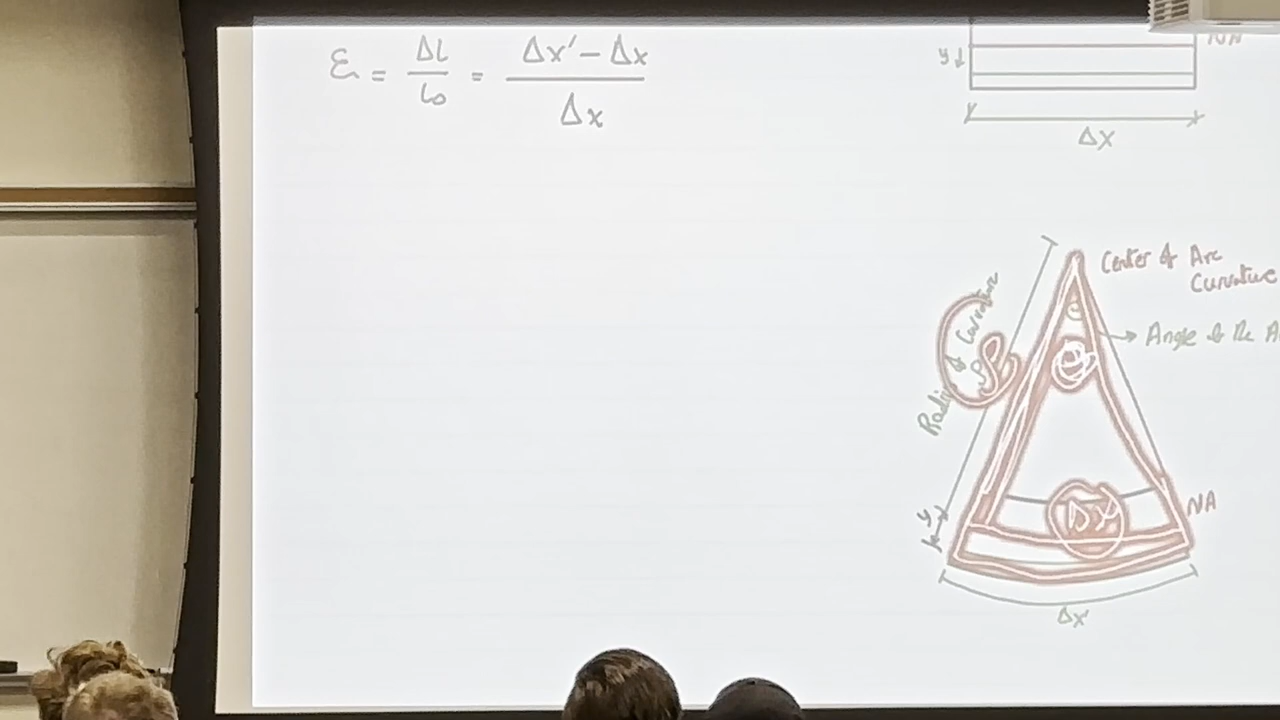 ε = ΔL / L₀ = Δx' - Δx / Δx
y↓
NA
Δx
Center of Arc
Curvature
Radius of Curvature
ρ
θ
Angle of the
θ
y
Δx
NA
Δx'